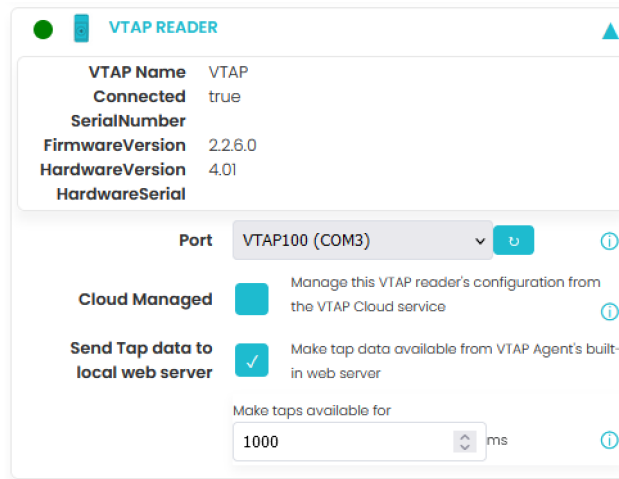 VTAP READER
VTAP Name VTAP
Connected true
SerialNumber
FirmwareVersion 2.2.6.0
HardwareVersion 4.01
HardwareSerial
Port VTAP100 (COM3)
Cloud Managed Manage this VTAP reader's configuration from
the VTAP Cloud service
Send Tap data to Make tap data available from VTAP Agent's built-
local web server in web server
Make taps available for
1000 ms